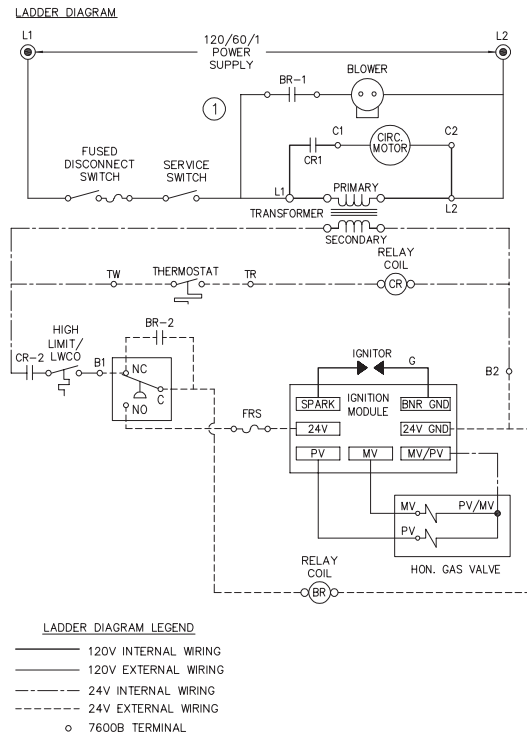 LADDER DIAGRAM
L1
120/60/1
POWER
SUPPLY
L2
BR-1
BLOWER
1
C1
CIRC.
MOTOR
C2
CR1
FUSED
DISCONNECT
SWITCH
SERVICE
SWITCH
L1
PRIMARY
L2
TRANSFORMER
SECONDARY
RELAY
COIL
TW
THERMOSTAT
TR
CR
HIGH
LIMIT/
LWCO
BR-2
CR-2
B1
NC
C
NO
IGNITOR
G
B2
SPARK
IGNITION
MODULE
BNR GND
FRS
24V
24V GND
PV
MV
MV/PV
MV
PV/MV
PV
HON. GAS VALVE
RELAY
COIL
BR
LADDER DIAGRAM LEGEND
120V INTERNAL WIRING
120V EXTERNAL WIRING
24V INTERNAL WIRING
24V EXTERNAL WIRING
7600B TERMINAL